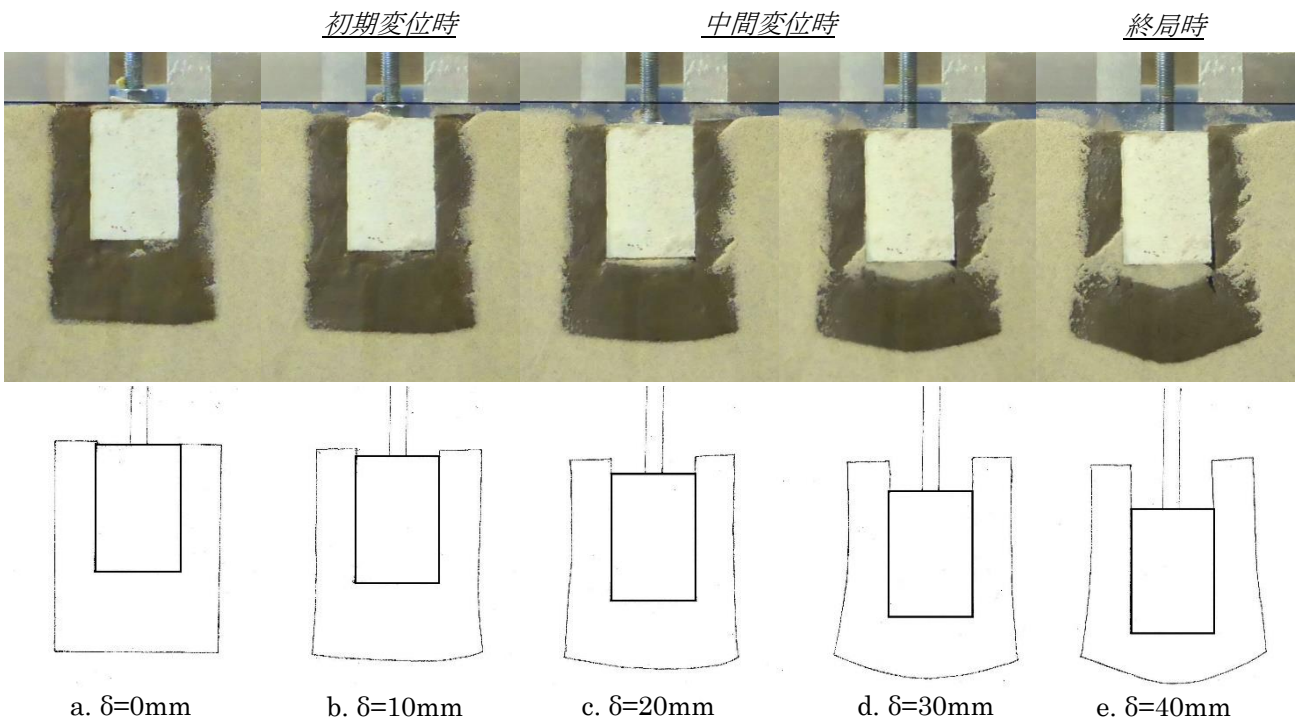 初期変位時
中間変位時
終局時
a. δ=0mm
b. δ=10mm
c. δ=20mm
d. δ=30mm
e. δ=40mm